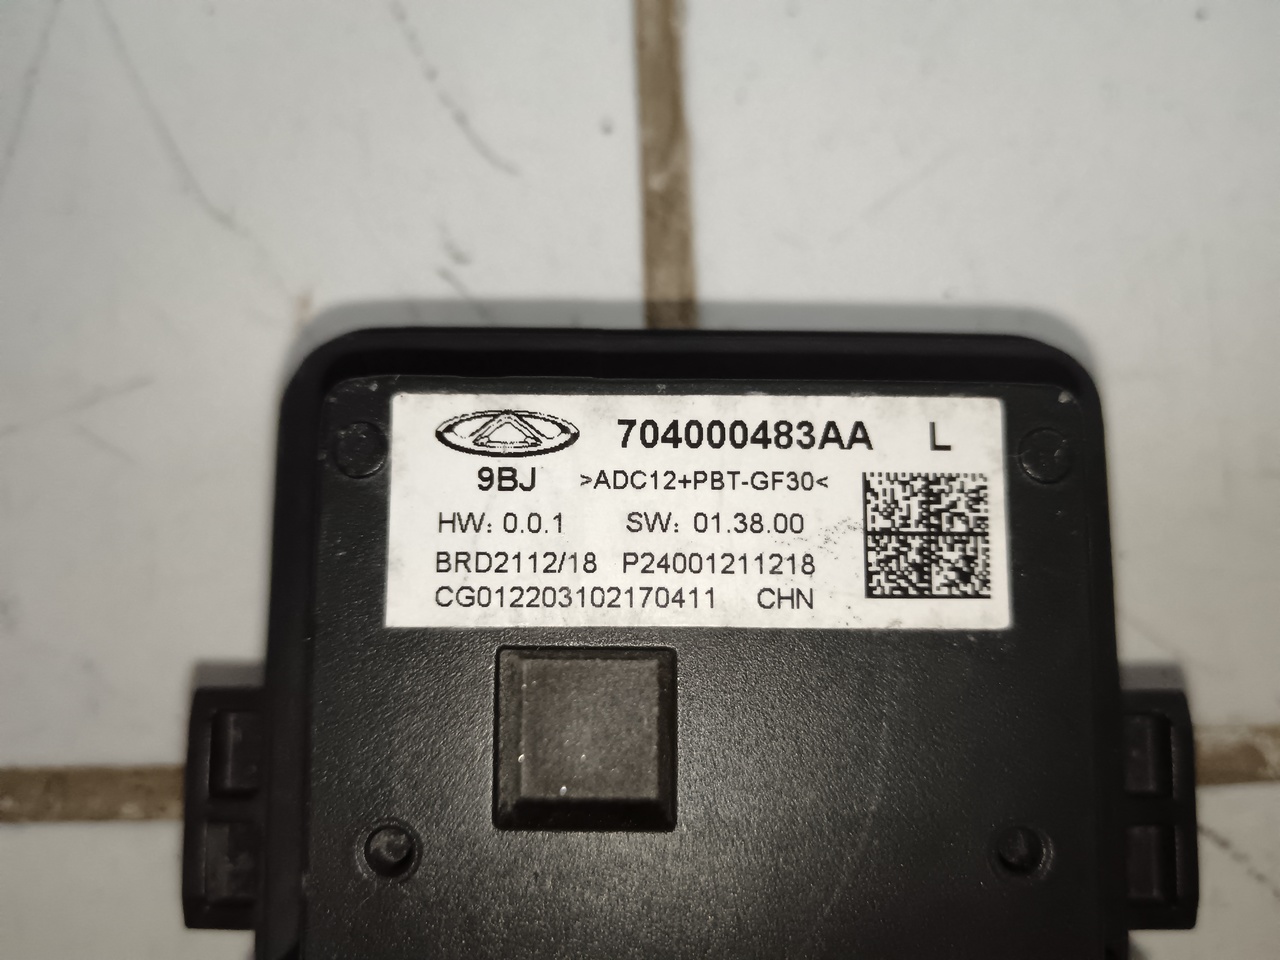 704000483AA L
9BJ >ADC12+PBT-GF30<
HW: 0.0.1 SW: 01.38.00
BRD2112/18 P24001211218
CG012203102170411 CHN